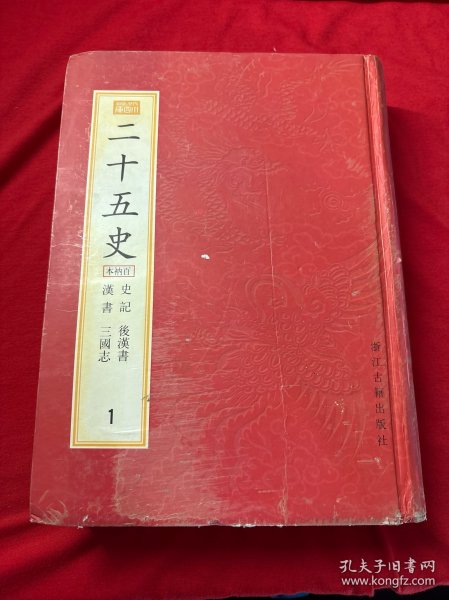 二十五史
百衲本
史記 後漢書
漢書 三國志
1
浙江古籍出版社
孔夫子旧书网
www.kongfz.com